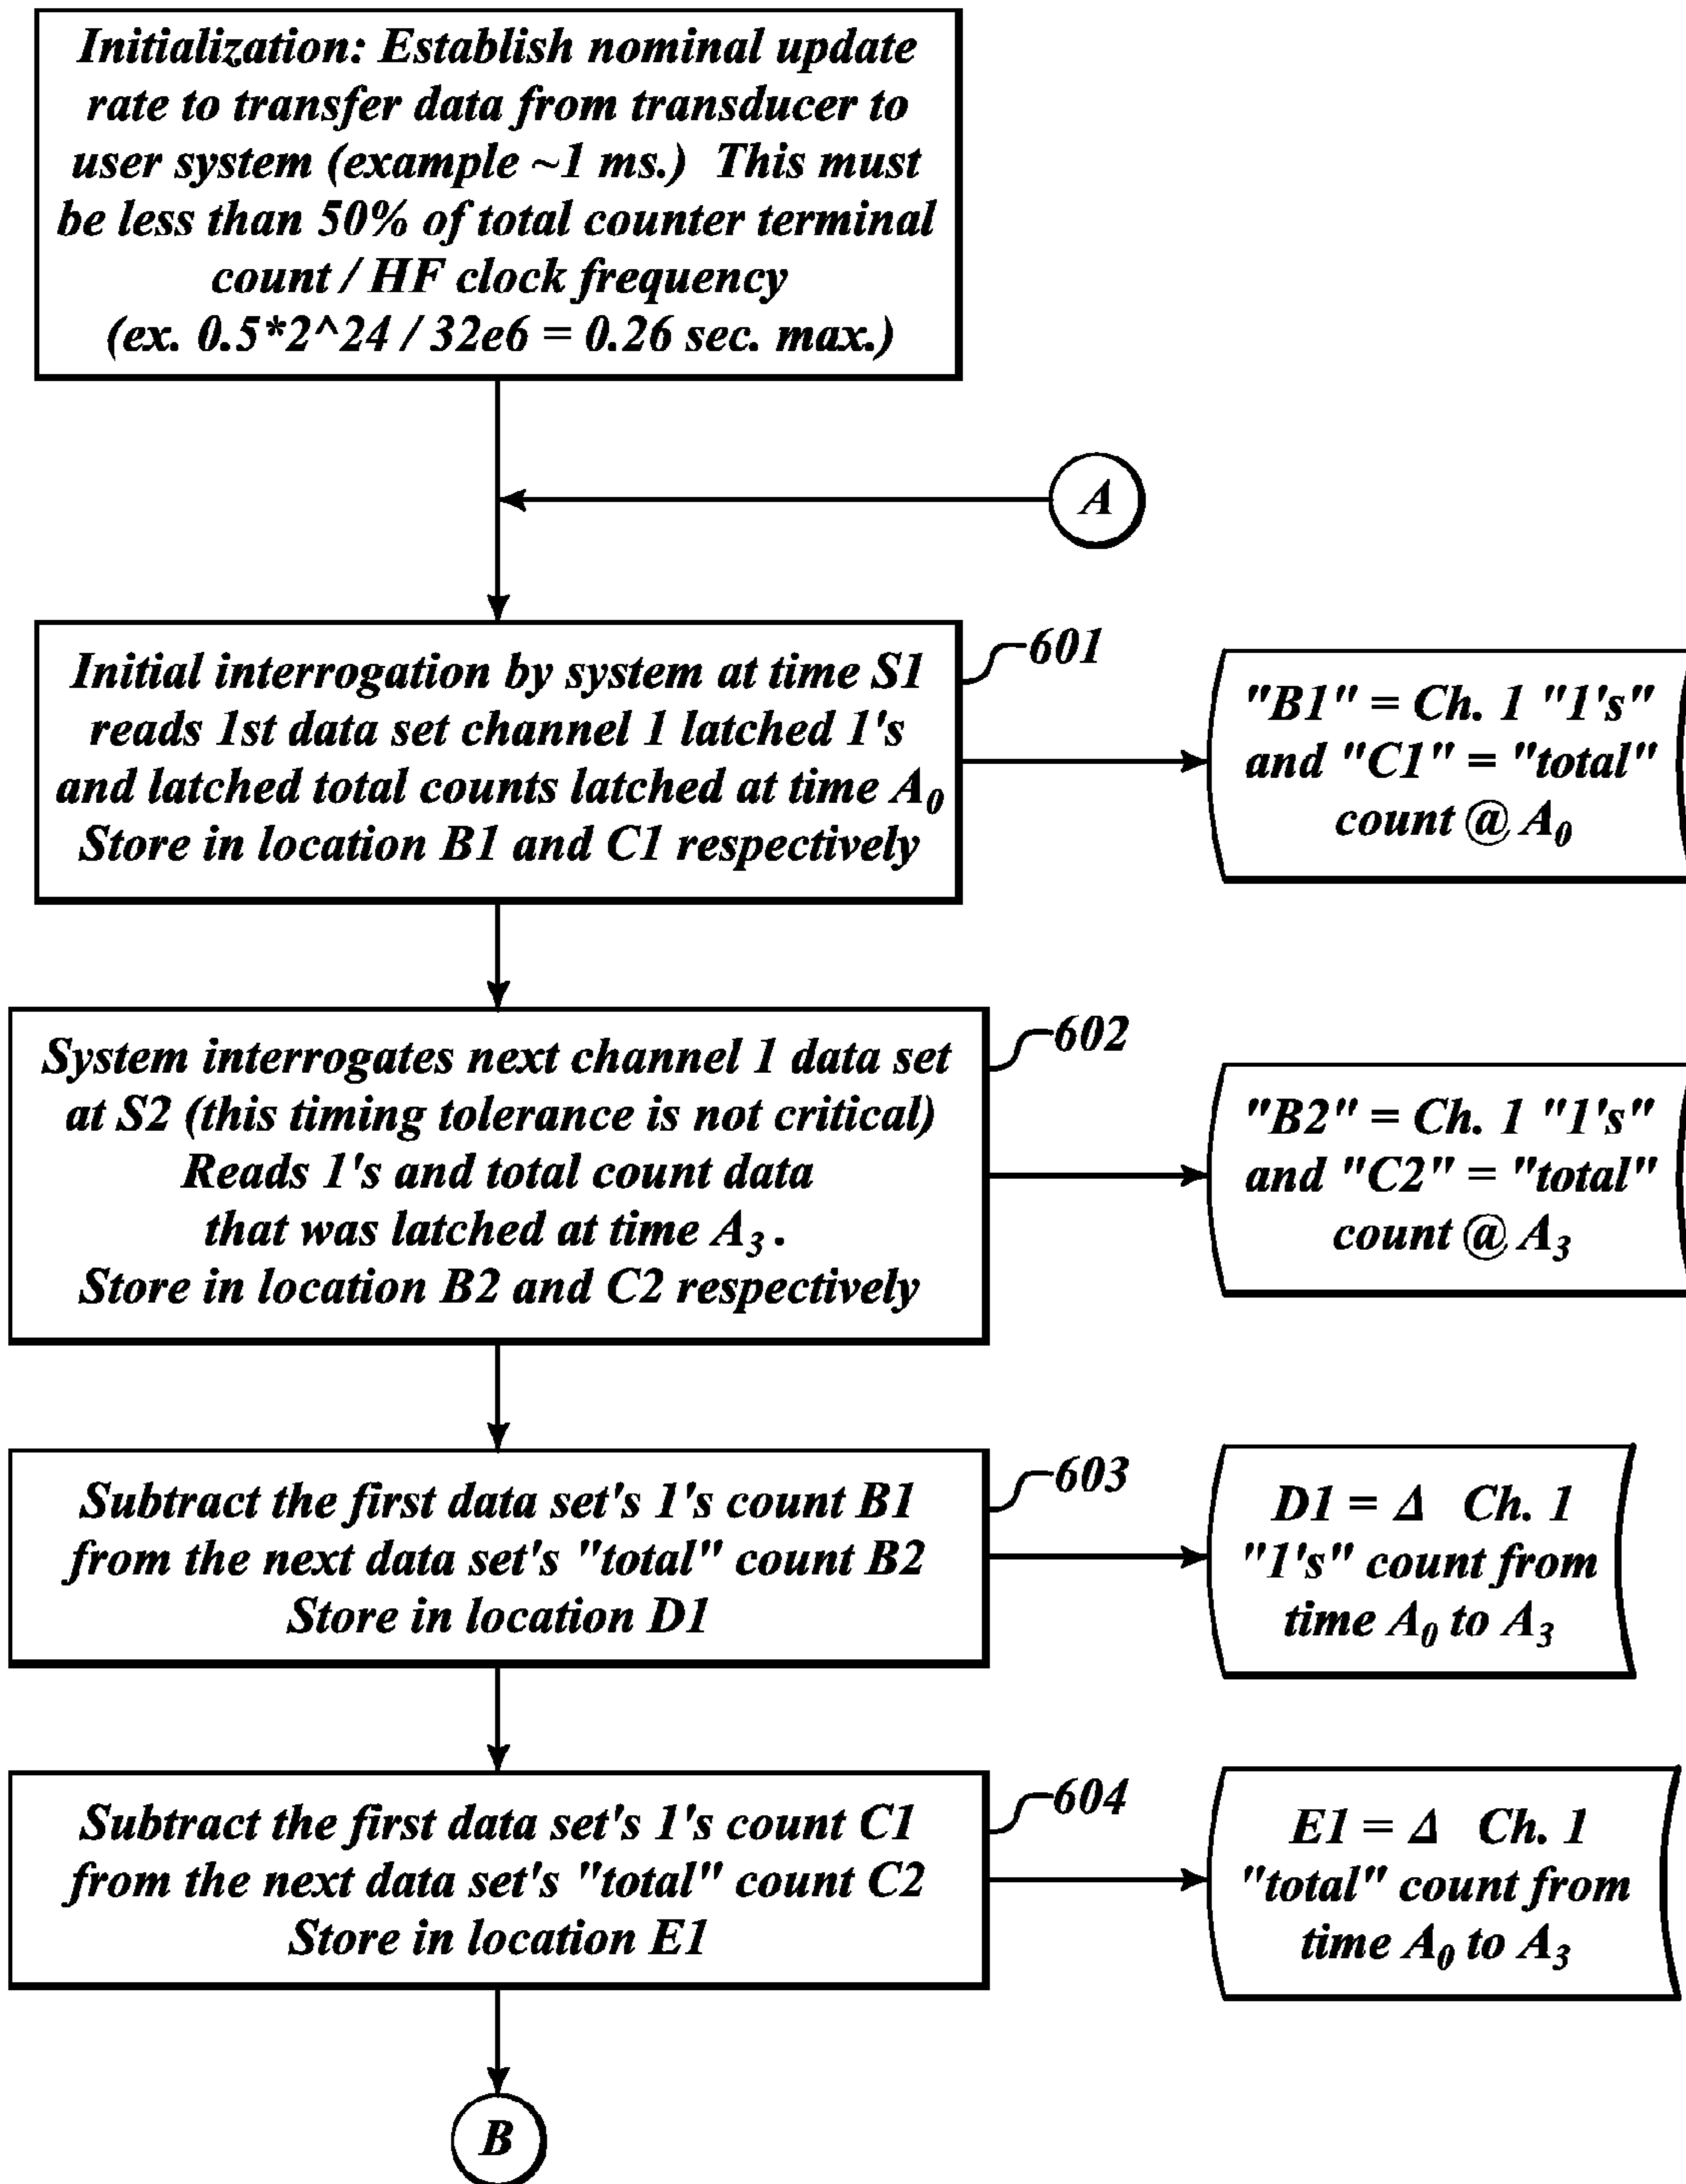 Initialization: Establish nominal update
rate to transfer data from transducer to
user system (example ~1 ms.) This must
be less than 50% of total counter terminal
count / HF clock frequency
(ex. 0.5*2^24 / 32e6 = 0.26 sec. max.)
A
Initial interrogation by system at time S1
reads 1st data set channel 1 latched 1's
and latched total counts latched at time A₀
Store in location B1 and C1 respectively
601
"B1" = Ch. 1 "1's"
and "C1" = "total"
count @ A₀
System interrogates next channel 1 data set
at S2 (this timing tolerance is not critical)
Reads 1's and total count data
that was latched at time A₃ .
Store in location B2 and C2 respectively
602
"B2" = Ch. 1 "1's"
and "C2" = "total"
count @ A₃
Subtract the first data set's 1's count B1
from the next data set's "total" count B2
Store in location D1
603
D1 = Δ Ch. 1
"1's" count from
time A₀ to A₃
Subtract the first data set's 1's count C1
from the next data set's "total" count C2
Store in location E1
604
E1 = Δ Ch. 1
"total" count from
time A₀ to A₃
B